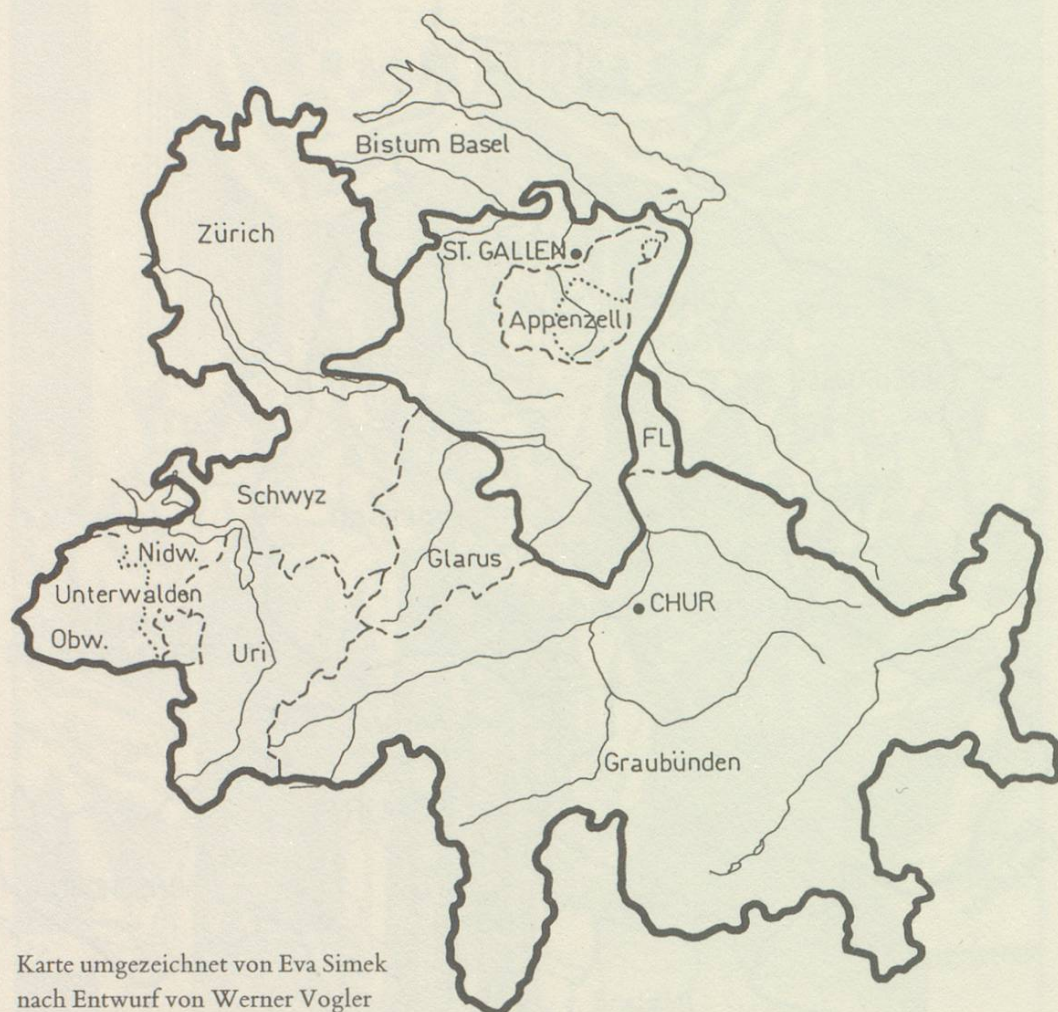 Bistum Basel
Zürich
ST. GALLEN
Appenzell
FL
Schwyz
Nidw.
Glarus
Unterwalden
CHUR
Obw.
Uri
Graubünden
Karte umgezeichnet von Eva Simek
nach Entwurf von Werner Vogler